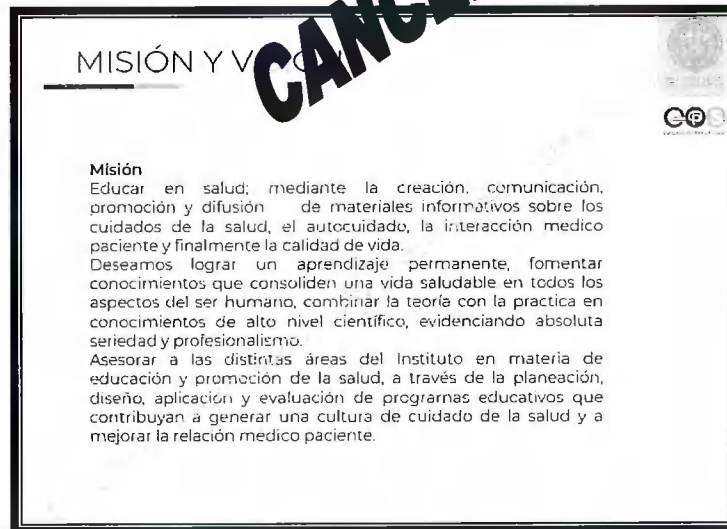 MISIÓN Y V
CANCE
Misión
Educar en salud; mediante la creación, comunicación,
promoción y difusión de materiales informativos sobre los
cuidados de la salud, el autocuidado, la interacción medico
paciente y finalmente la calidad de vida.
Deseamos lograr un aprendizaje permanente, fomentar
conocimientos que consoliden una vida saludable en todos los
aspectos del ser humano, combinar la teoría con la practica en
conocimientos de alto nivel científico, evidenciando absoluta
seriedad y profesionalismo.
Asesorar a las distintas áreas del Instituto en materia de
educación y promoción de la salud, a través de la planeación,
diseño, aplicación y evaluación de programas educativos que
contribuyan a generar una cultura de cuidado de la salud y a
mejorar la relación medico paciente.